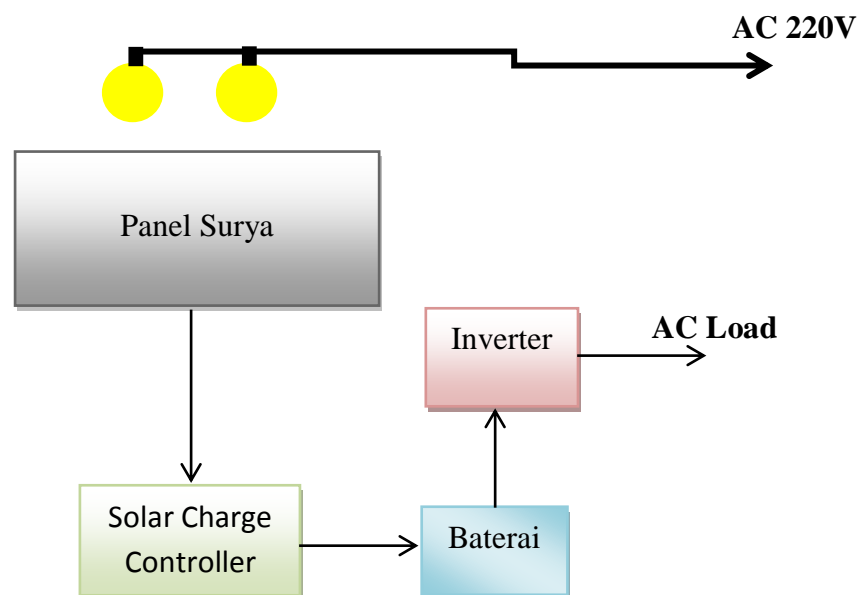 AC 220V
Panel Surya
Inverter
AC Load
Solar Charge
Controller
Baterai